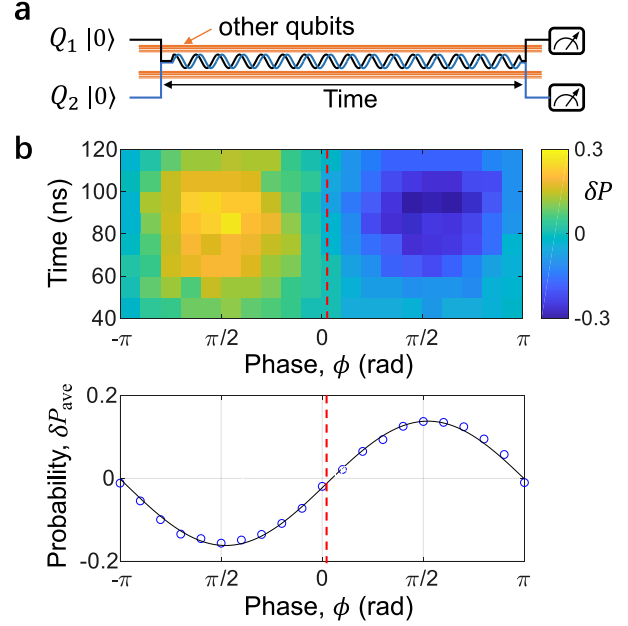 a
other qubits
Q₁ |0⟩
Q₂ |0⟩
Time
b
120
100
80
60
40
Time (ns)
-π
π/2
0
π/2
π
Phase, ϕ (rad)
0.3
δP
0
-0.3
0.2
0
-0.2
Probability, δP_ave
-π
π/2
0
π/2
π
Phase, ϕ (rad)